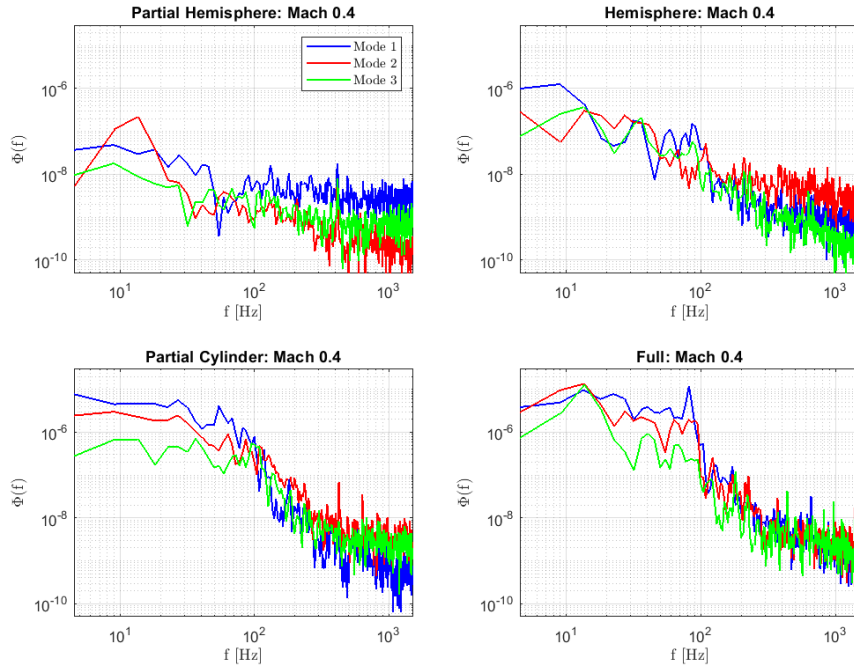 Partial Hemisphere: Mach 0.4
Φ(f)
10^-6
10^-8
10^-10
Mode 1
Mode 2
Mode 3
10^1
10^2
10^3
f [Hz]
Hemisphere: Mach 0.4
Φ(f)
10^-6
10^-8
10^-10
10^1
10^2
10^3
f [Hz]
Partial Cylinder: Mach 0.4
Φ(f)
10^-6
10^-8
10^-10
10^1
10^2
10^3
f [Hz]
Full: Mach 0.4
Φ(f)
10^-6
10^-8
10^-10
10^1
10^2
10^3
f [Hz]